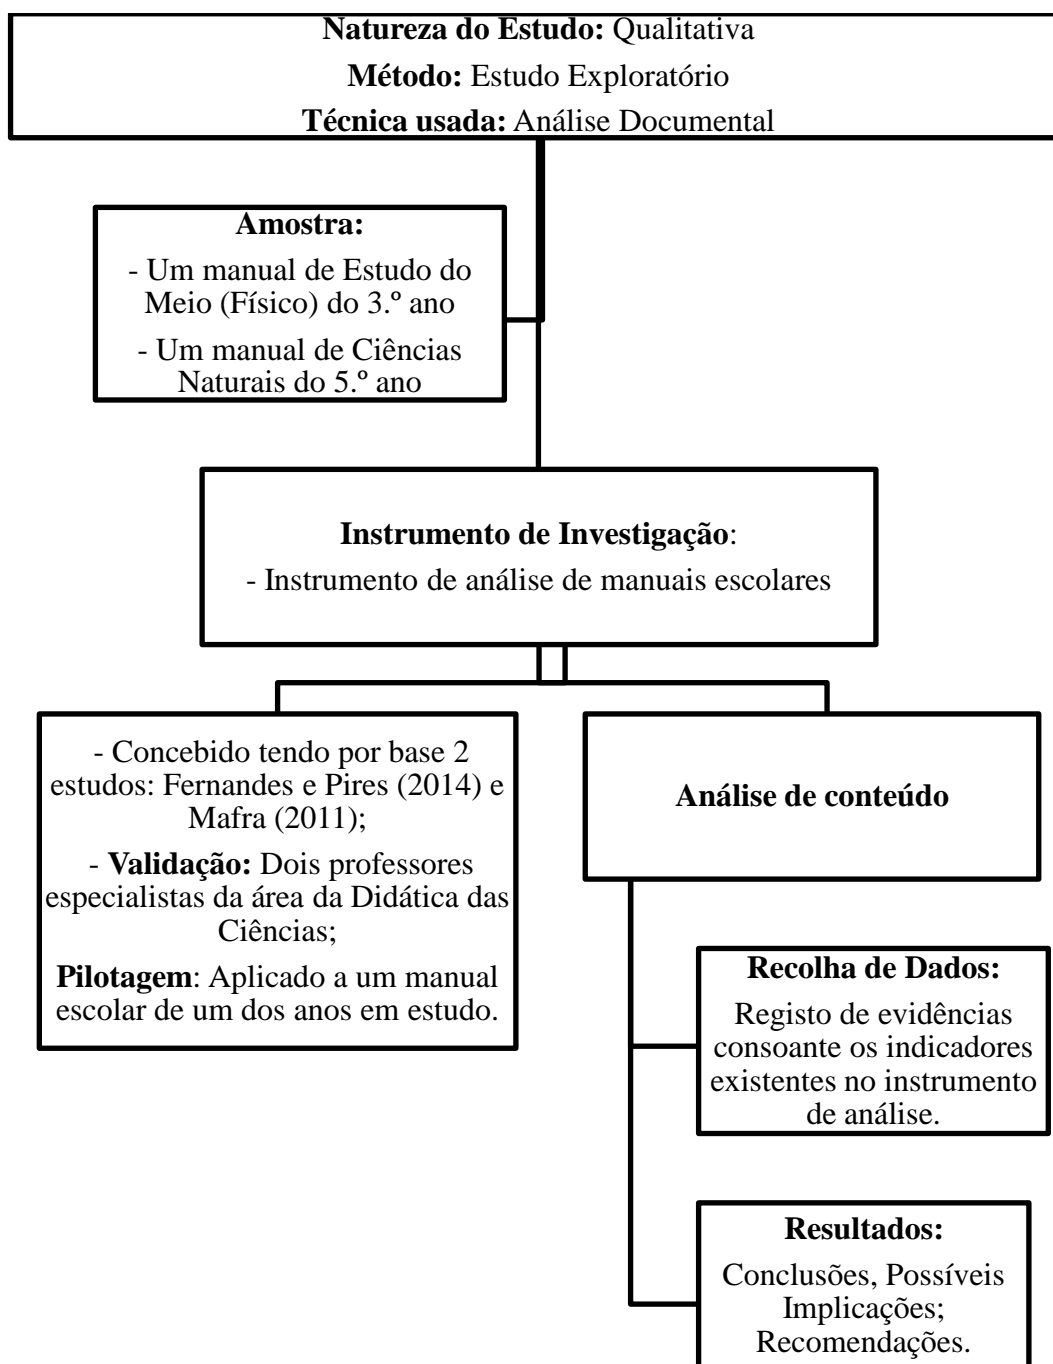 Natureza do Estudo: Qualitativa
Método: Estudo Exploratório
Técnica usada: Análise Documental
Amostra:
- Um manual de Estudo do
Meio (Físico) do 3.º ano
- Um manual de Ciências
Naturais do 5.º ano
Instrumento de Investigação:
- Instrumento de análise de manuais escolares
- Concebido tendo por base 2
estudos: Fernandes e Pires (2014) e
Mafra (2011);
- Validação: Dois professores
especialistas da área da Didática das
Ciências;
Pilotagem: Aplicado a um manual
escolar de um dos anos em estudo.
Análise de conteúdo
Recolha de Dados:
Registo de evidências
consoante os indicadores
existentes no instrumento
de análise.
Resultados:
Conclusões, Possíveis
Implicações;
Recomendações.